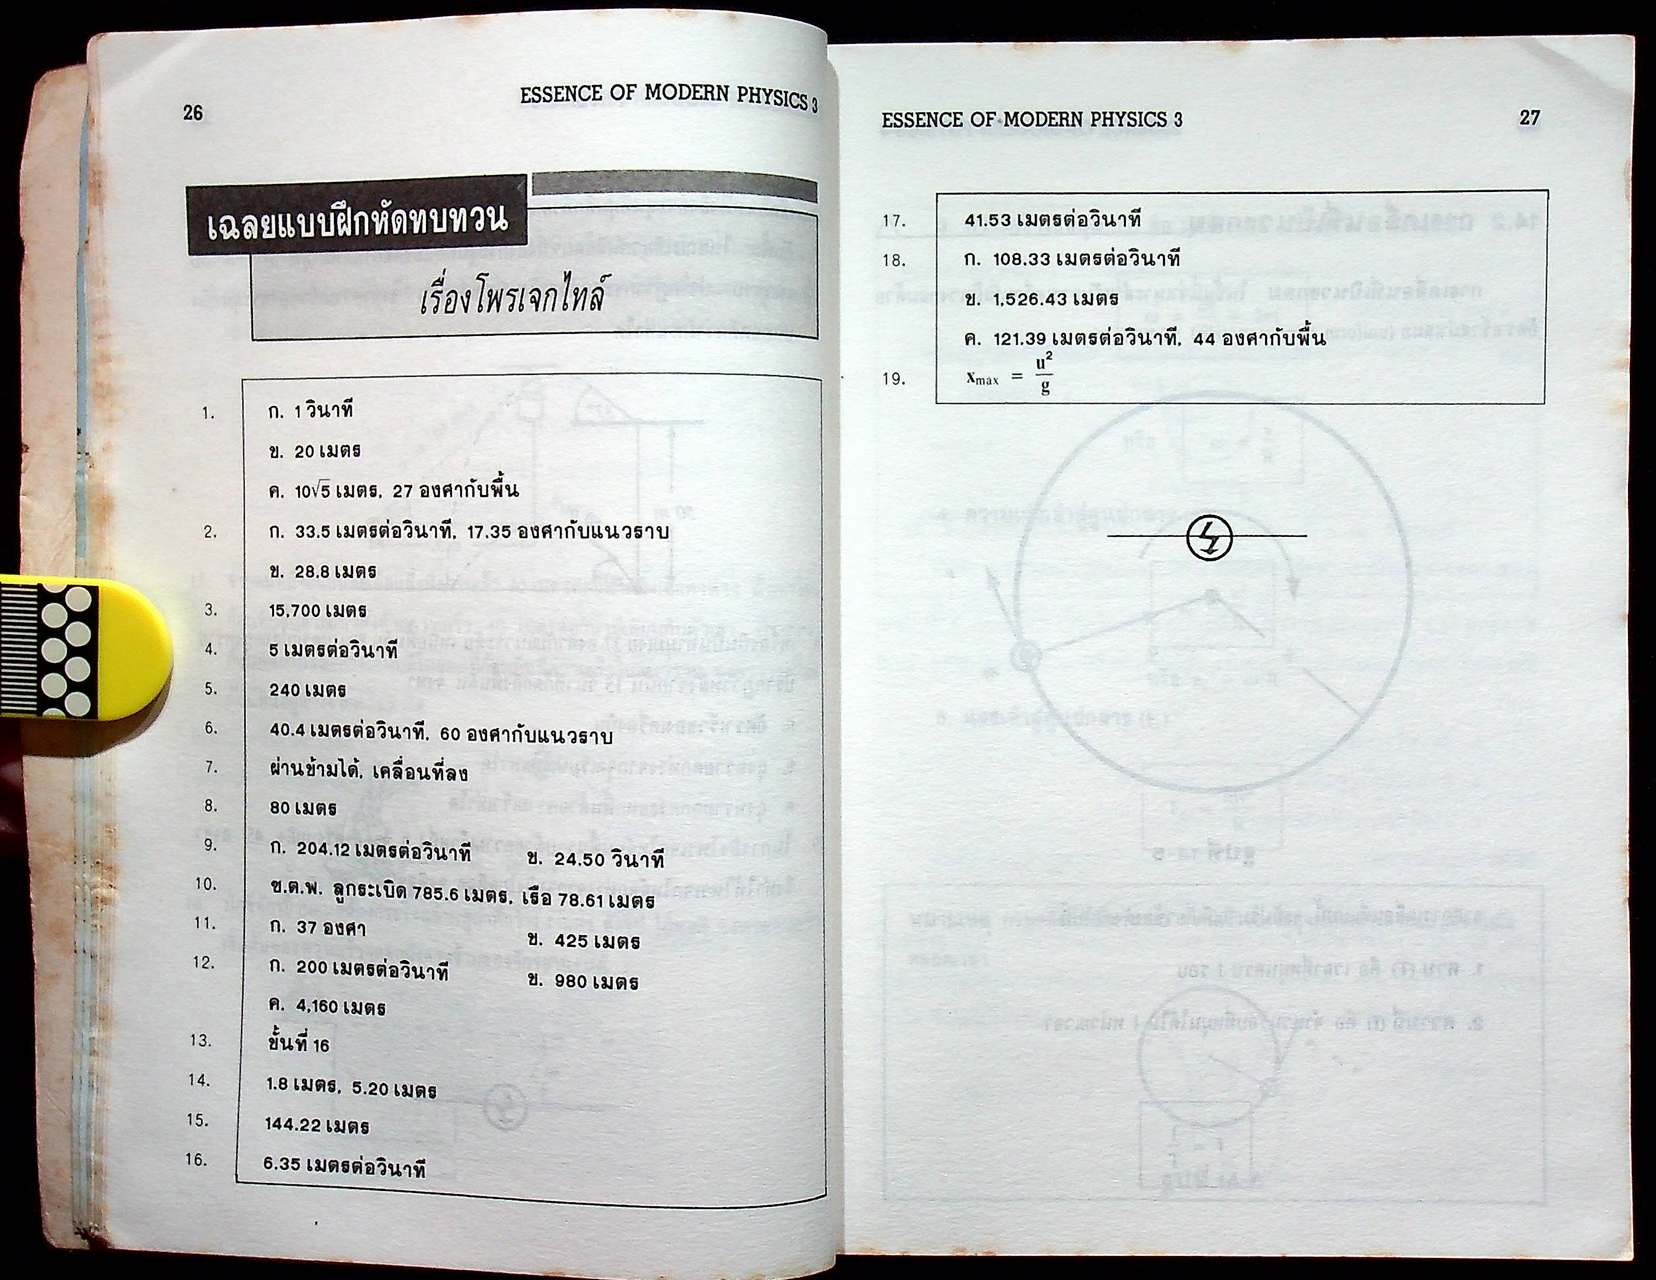 26
ESSENCE OF MODERN PHYSICS 3
เฉลยแบบฝึกหัดทบทวน
เรื่องโพรเจกไทล์
1. ก. 1 วินาที
ข. 20 เมตร
ค. 10√5 เมตร, 27 องศากับพื้น
2. ก. 33.5 เมตรต่อวินาที, 17.35 องศากับแนวราบ
ข. 28.8 เมตร
3. 15,700 เมตร
4. 5 เมตรต่อวินาที
5. 240 เมตร
6. 40.4 เมตรต่อวินาที, 60 องศากับแนวราบ
7. ผ่านข้ามได้, เคลื่อนที่ลง
8. 80 เมตร
9. ก. 204.12 เมตรต่อวินาที ข. 24.50 วินาที
10. ช.ต.พ. ลูกระเบิด 785.6 เมตร, เรือ 78.61 เมตร
11. ก. 37 องศา ข. 425 เมตร
12. ก. 200 เมตรต่อวินาที ข. 980 เมตร
ค. 4,160 เมตร
13. ขั้นที่ 16
14. 1.8 เมตร, 5.20 เมตร
15. 144.22 เมตร
16. 6.35 เมตรต่อวินาที
ESSENCE OF MODERN PHYSICS 3
27
17. 41.53 เมตรต่อวินาที
18. ก. 108.33 เมตรต่อวินาที
ข. 1,526.43 เมตร
ค. 121.39 เมตรต่อวินาที, 44 องศากับพื้น
19. xmax = u²/g